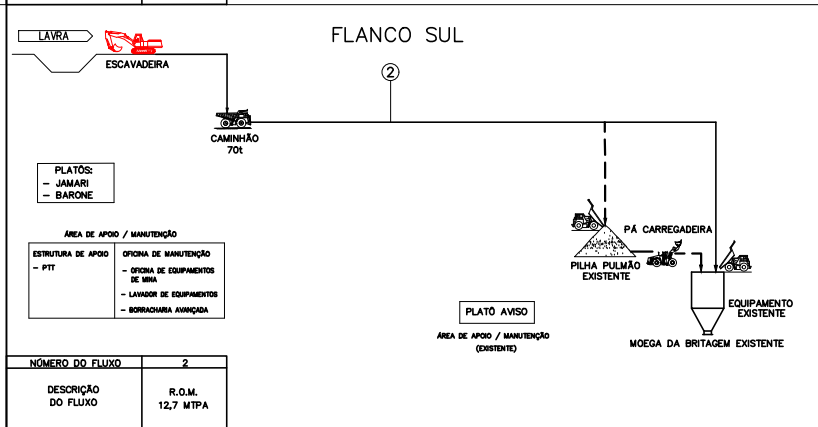 FLANCO SUL
LAVRA
ESCAVADEIRA
2
CAMINHÃO
70t
PLATÔS:
- JAMARI
- BARONE
ÁREA DE APOIO / MANUTENÇÃO
ESTRUTURA DE APOIO
- PTT
OFICINA DE MANUTENÇÃO
- OFICINA DE EQUIPAMENTOS
DE MINA
- LAVADOR DE EQUIPAMENTOS
- BORRACHARIA AVANÇADA
PÁ CARREGADEIRA
PILHA PULMÃO
EXISTENTE
EQUIPAMENTO
EXISTENTE
MOEGA DA BRITAGEM EXISTENTE
PLATÔ AVISO
ÁREA DE APOIO / MANUTENÇÃO
(EXISTENTE)
NÚMERO DO FLUXO
2
DESCRIÇÃO
DO FLUXO
R.O.M.
12,7 MTPA